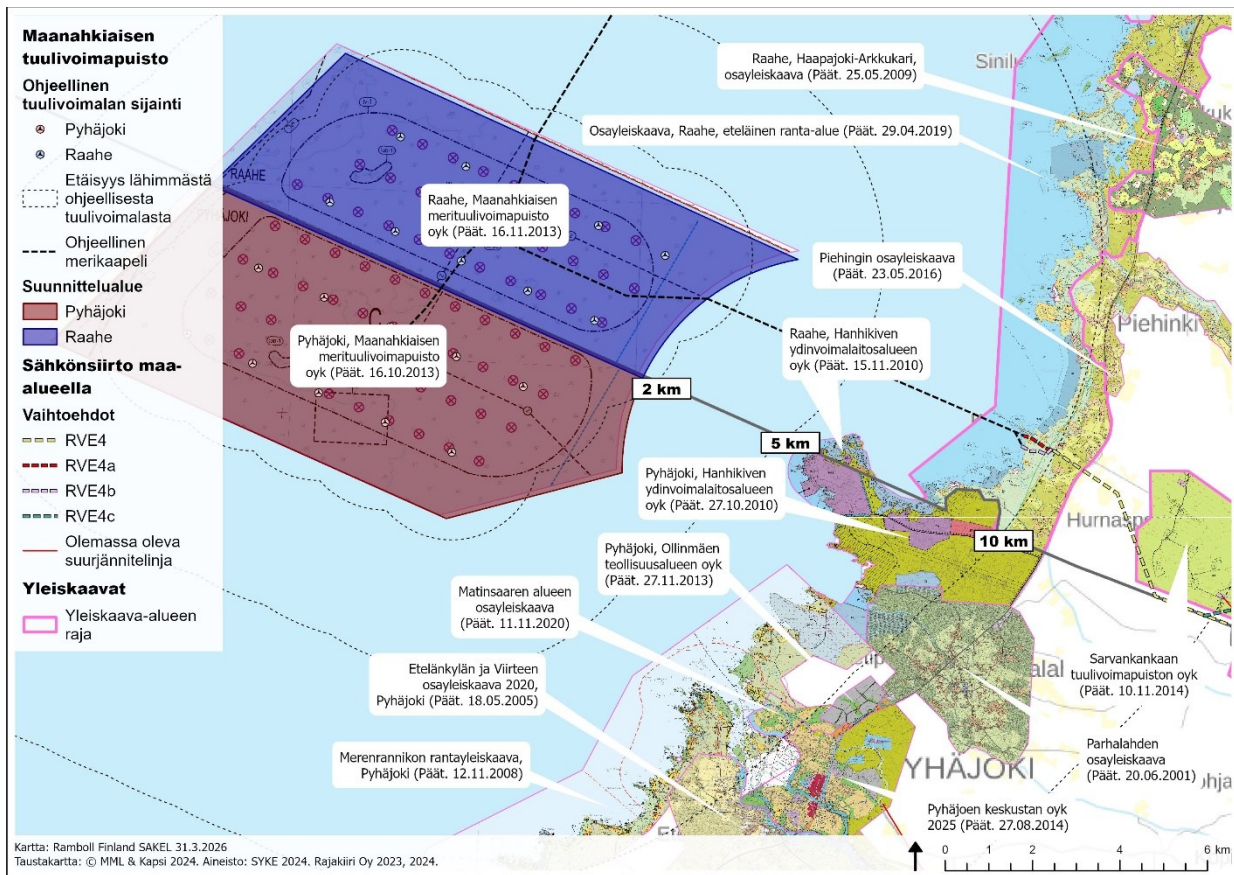 Maanahkiaisen
tuulivoimapuisto
Ohjeellinen
tuulivoimalan sijainti
Pyhäjoki
Raahe
Etäisyys lähimmästä
ohjeellisesta
tuulivoimalasta
Ohjeellinen
merikaapeli
Suunnittelualue
Pyhäjoki
Raahe
Sähkönsiirto maa-
alueella
Vaihtoehdot
RVE4
RVE4a
RVE4b
RVE4c
Olemassa oleva
suurjännitelinja
Yleiskaavat
Yleiskaava-alueen
raja
RAAHE
Raahe, Haapajoki-Arkkukari,
osayleiskaava (Päät. 25.05.2009)
Osayleiskaava, Raahe, eteläinen ranta-alue (Päät. 29.04.2019)
Raahe, Maanahkiaisen
merituulivoimapuisto
oyk (Päät. 16.11.2013)
Piehingin osayleiskaava
(Päät. 23.05.2016)
Piehinki
Pyhäjoki, Maanahkiaisen
merituulivoimapuisto
oyk (Päät. 16.10.2013)
Raahe, Hanhikiven
ydinvoimalaitosalueen
oyk (Päät. 15.11.2010)
2 km
5 km
10 km
Pyhäjoki, Hanhikiven
ydinvoimalaitosalueen
oyk (Päät. 27.10.2010)
Hurnasp
Pyhäjoki, Ollinmäen
teollisuusalueen oyk
(Päät. 27.11.2013)
Matinsaaren alueen
osayleiskaava
(Päät. 11.11.2020)
Etelänkylän ja Viirteen
osayleiskaava 2020,
Pyhäjoki (Päät. 18.05.2005)
Merenrannikon rantayleiskaava,
Pyhäjoki (Päät. 12.11.2008)
Sarvankankaan
tuulivoimapuiston oyk
(Päät. 10.11.2014)
Parhalahden
osayleiskaava
(Päät. 20.06.2001)
YHÄJOKI
Pyhäjoen keskustan oyk
2025 (Päät. 27.08.2014)
Kartta: Ramboll Finland SAKEL 31.3.2026
Taustakartta: © MML & Kapsi 2024. Aineisto: SYKE 2024. Rajakiiri Oy 2023, 2024.
0 2 4 6 km